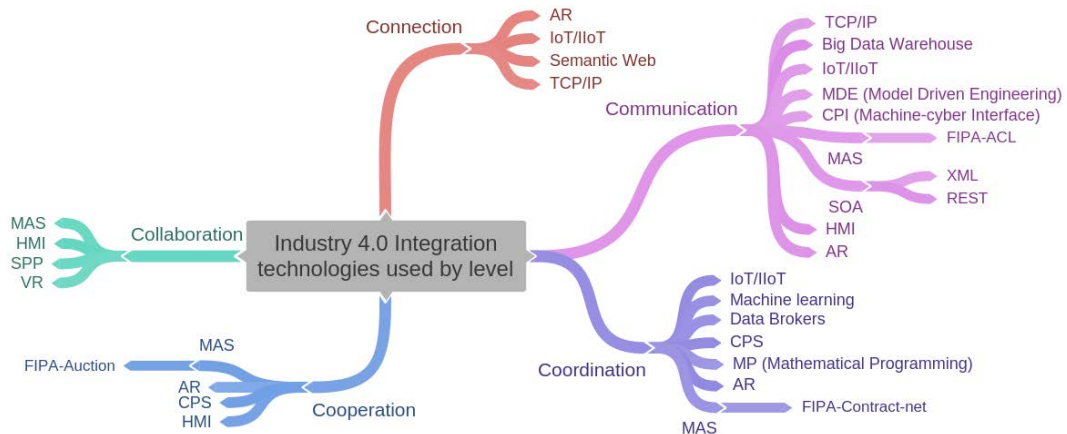 Industry 4.0 Integration
technologies used by level
Connection
AR
IoT/IIoT
Semantic Web
TCP/IP
Communication
TCP/IP
Big Data Warehouse
IoT/IIoT
MDE (Model Driven Engineering)
CPI (Machine-cyber Interface)
MAS
FIPA-ACL
SOA
XML
REST
HMI
AR
Coordination
IoT/IIoT
Machine learning
Data Brokers
CPS
MP (Mathematical Programming)
AR
MAS
FIPA-Contract-net
Cooperation
MAS
FIPA-Auction
AR
CPS
HMI
Collaboration
MAS
HMI
SPP
VR